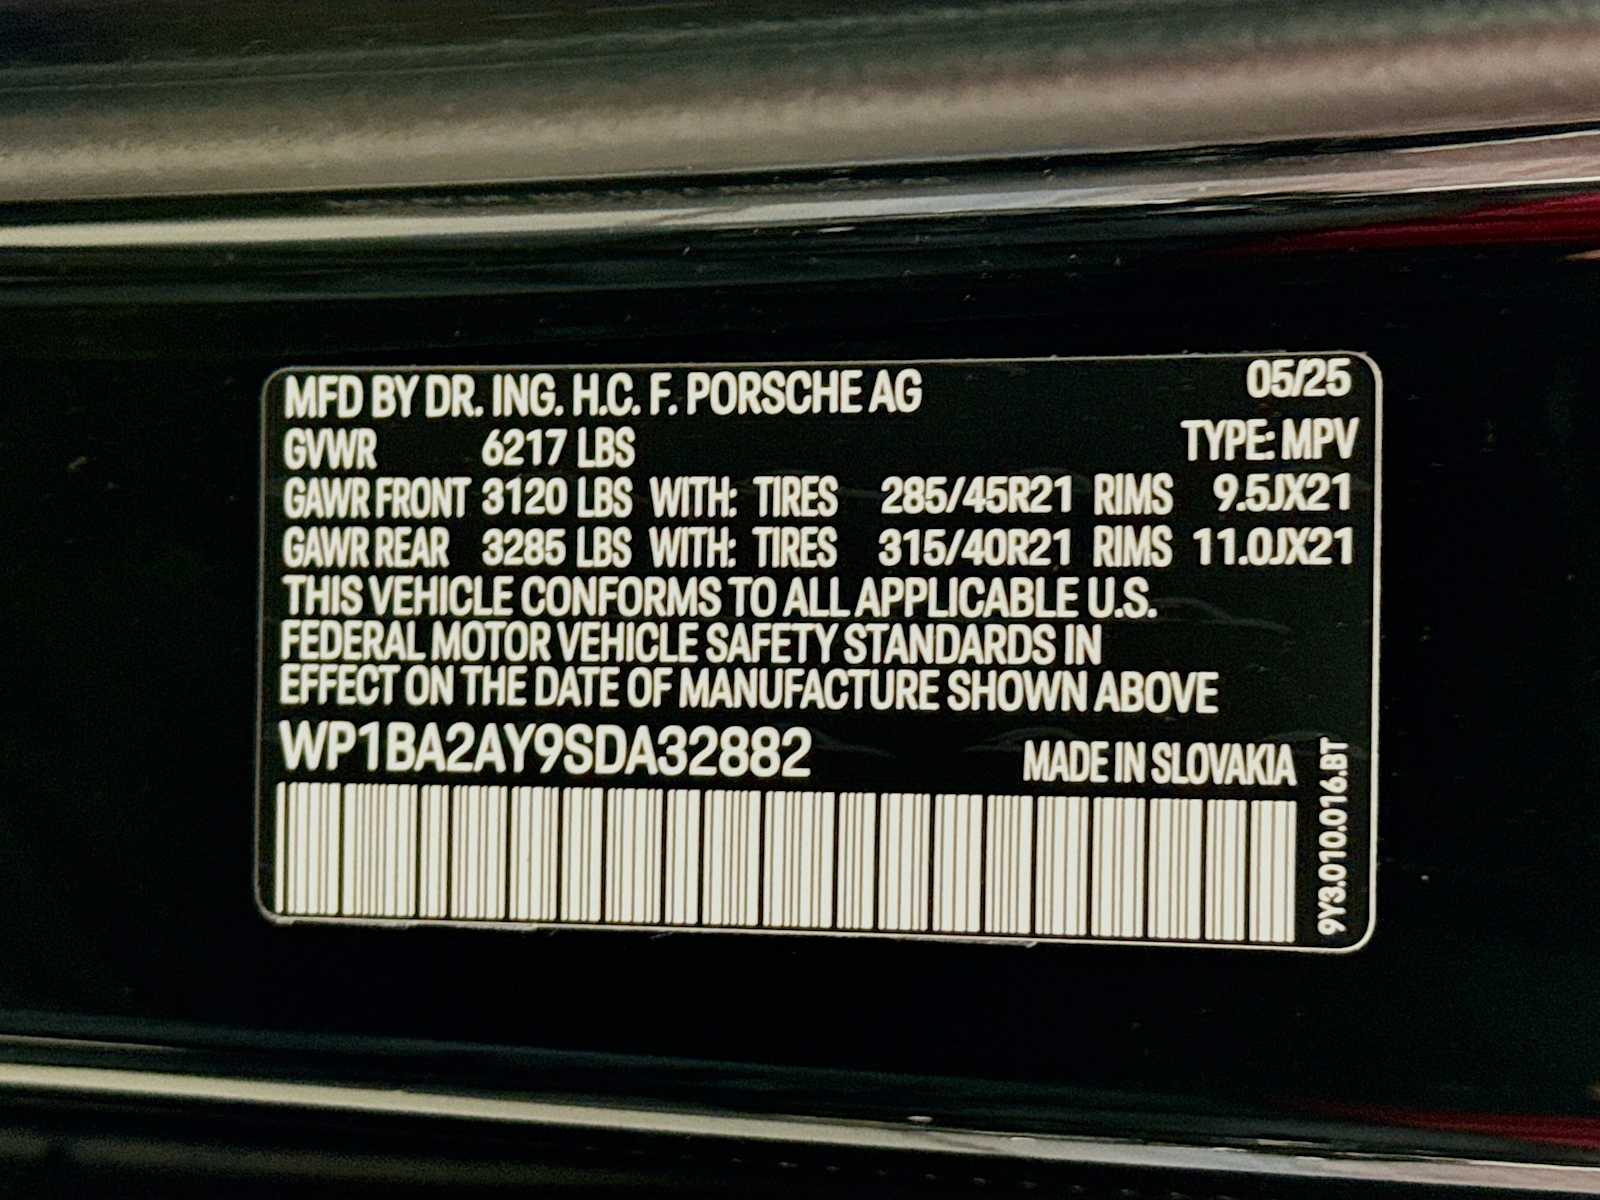 MFD BY DR. ING. H.C. F. PORSCHE AG 05/25
GVWR 6217 LBS TYPE: MPV
GAWR FRONT 3120 LBS WITH: TIRES 285/45R21 RIMS 9.5JX21
GAWR REAR 3285 LBS WITH: TIRES 315/40R21 RIMS 11.0JX21
THIS VEHICLE CONFORMS TO ALL APPLICABLE U.S.
FEDERAL MOTOR VEHICLE SAFETY STANDARDS IN
EFFECT ON THE DATE OF MANUFACTURE SHOWN ABOVE
WP1BA2AY9SDA32882 MADE IN SLOVAKIA
9Y3.010.016.BT